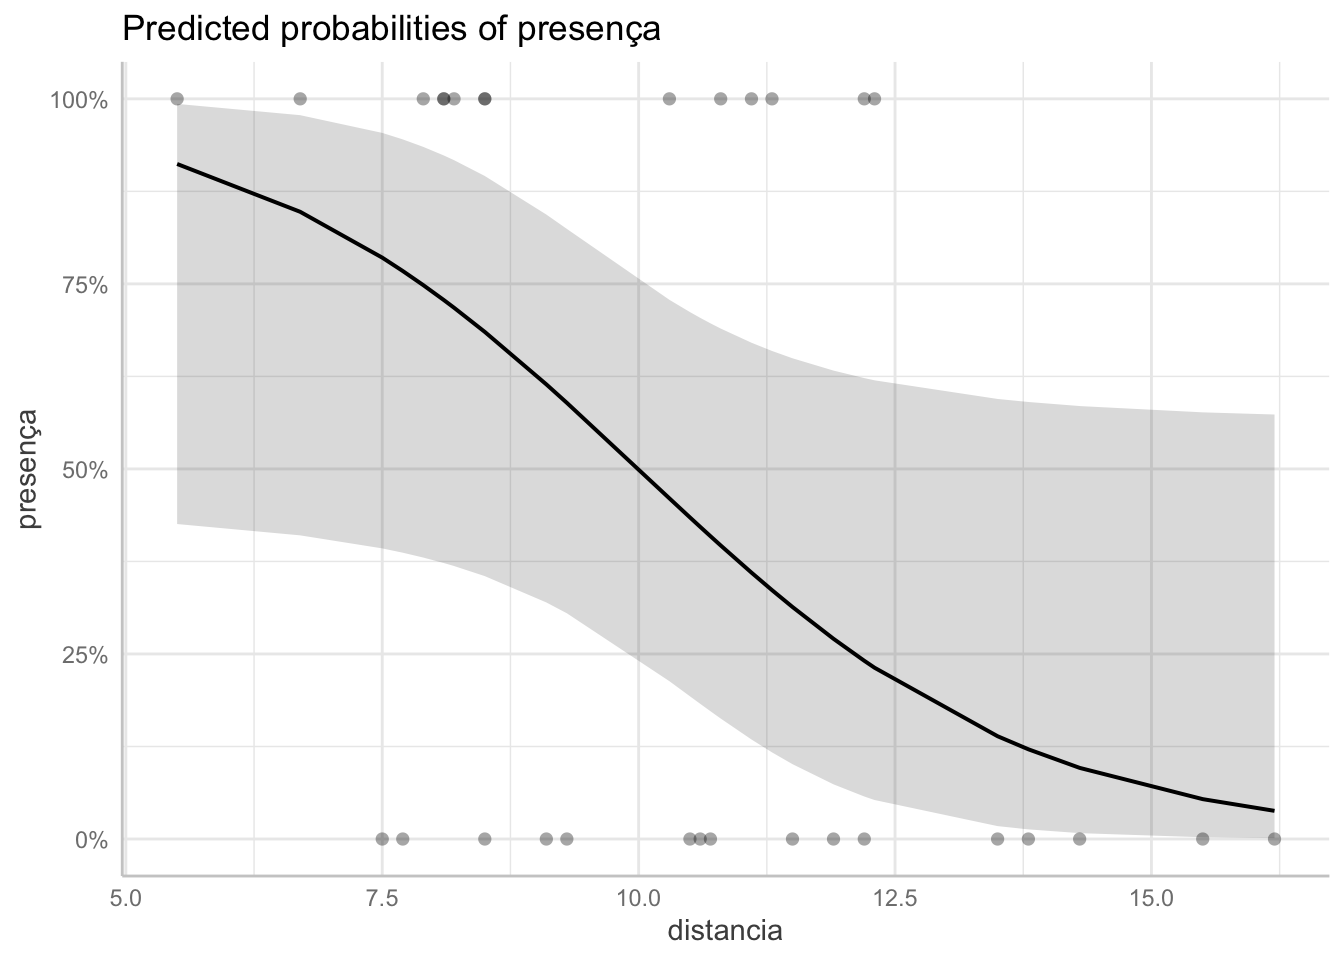 Predicted probabilities of presença
100%
75%
50%
25%
0%
presença
5.0 7.5 10.0 12.5 15.0
distancia